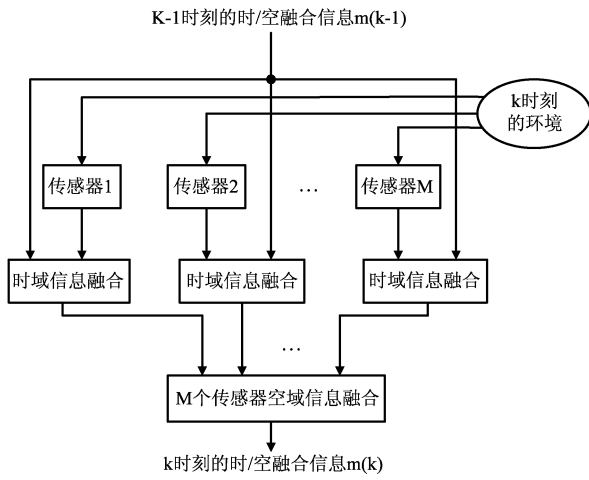 K-1时刻的时/空融合信息m(k-1)
k时刻
的环境
传感器1
传感器2
…
传感器M
时域信息融合
时域信息融合
时域信息融合
…
M个传感器空域信息融合
k时刻的时/空融合信息m(k)